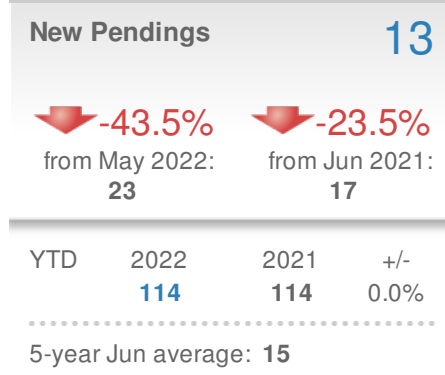 New Pendings 13
-43.5% -23.5%
from May 2022: from Jun 2021:
23 17
YTD 2022 2021 +/-
114 114 0.0%
5-year Jun average: 15